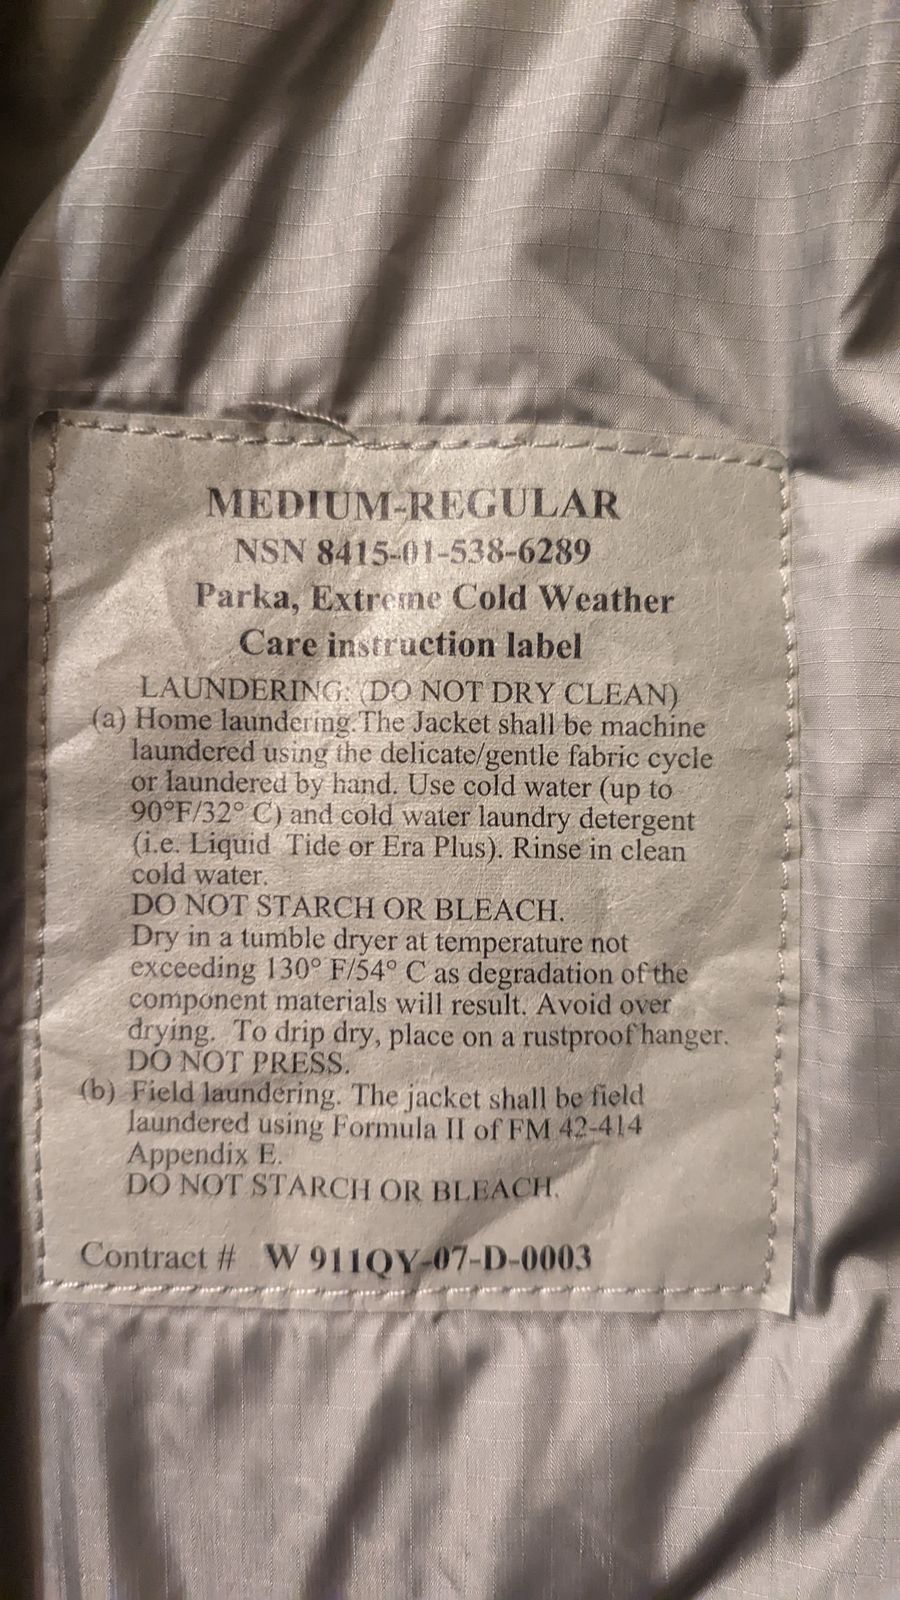 MEDIUM-REGULAR
NSN 8415-01-538-6289
Parka, Extreme Cold Weather
Care instruction label
LAUNDERING: (DO NOT DRY CLEAN)
(a) Home laundering.The Jacket shall be machine
laundered using the delicate/gentle fabric cycle
or laundered by hand. Use cold water (up to
90°F/32° C) and cold water laundry detergent
(i.e. Liquid Tide or Era Plus). Rinse in clean
cold water.
DO NOT STARCH OR BLEACH.
Dry in a tumble dryer at temperature not
exceeding 130° F/54° C as degradation of the
component materials will result. Avoid over
drying. To drip dry, place on a rustproof hanger.
DO NOT PRESS.
(b) Field laundering. The jacket shall be field
laundered using Formula II of FM 42-414
Appendix E.
DO NOT STARCH OR BLEACH.
Contract # W 911QY-07-D-0003